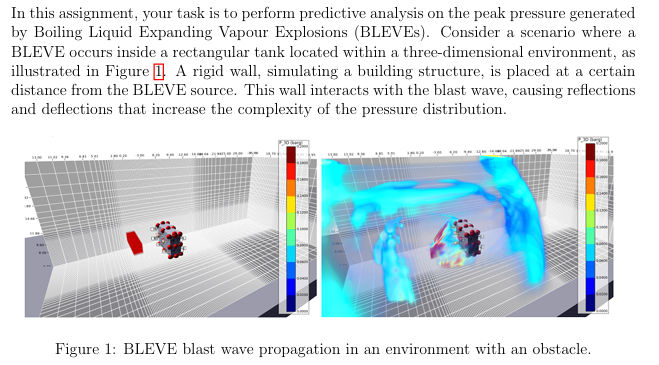 In this assignment, your task is to perform predictive analysis on the peak pressure generated
by Boiling Liquid Expanding Vapour Explosions (BLEVEs). Consider a scenario where a
BLEVE occurs inside a rectangular tank located within a three-dimensional environment, as
illustrated in Figure 1. A rigid wall, simulating a building structure, is placed at a certain
distance from the BLEVE source. This wall interacts with the blast wave, causing reflections
and deflections that increase the complexity of the pressure distribution.
P_3D (barg)
P_3D (barg)
Figure 1: BLEVE blast wave propagation in an environment with an obstacle.